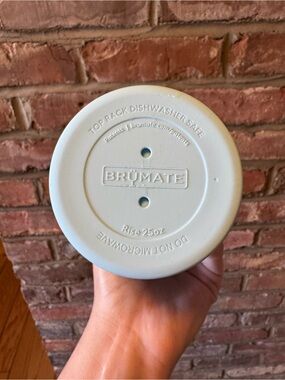 TOP RACK DISHWASHER SAFE
BRÜMATE
Rise 25oz
DO NOT MICROWAVE